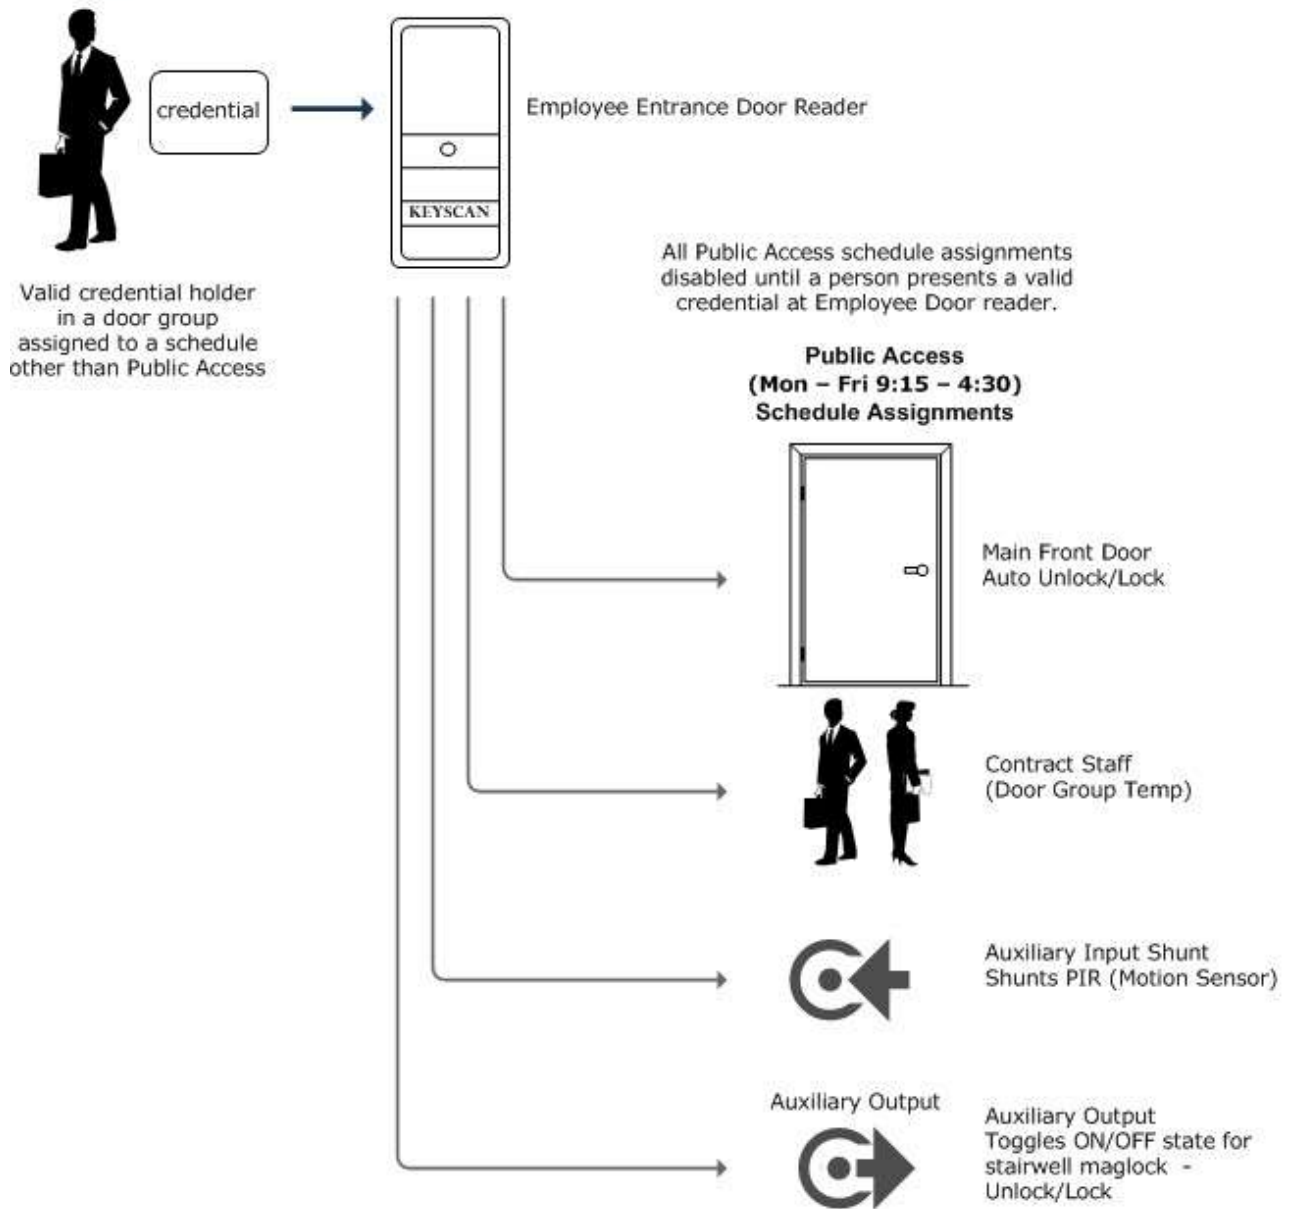 credential
Employee Entrance Door Reader
KEYSCAN
Valid credential holder
in a door group
assigned to a schedule
other than Public Access
All Public Access schedule assignments
disabled until a person presents a valid
credential at Employee Door reader.
Public Access
(Mon – Fri 9:15 – 4:30)
Schedule Assignments
Main Front Door
Auto Unlock/Lock
Contract Staff
(Door Group Temp)
Auxiliary Input Shunt
Shunts PIR (Motion Sensor)
Auxiliary Output
Auxiliary Output
Toggles ON/OFF state for
stairwell maglock -
Unlock/Lock